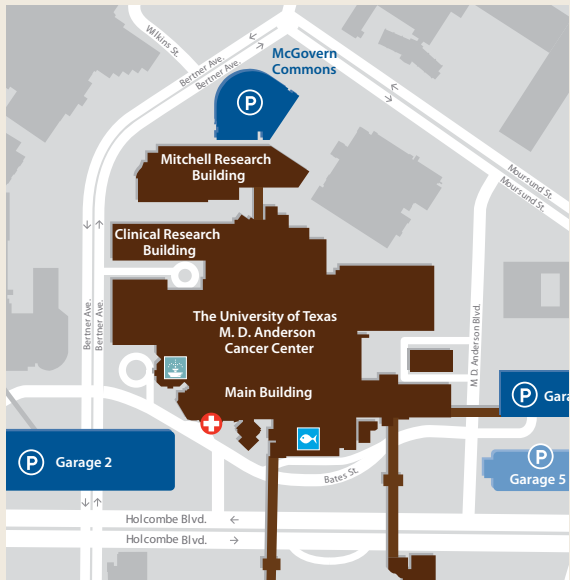 Wilkins St.
Bertner Ave.
Bertner Ave.
McGovern
Commons
P
Mitchell Research
Building
Moursund St.
Moursund St.
Clinical Research
Building
Bertner Ave.
Bertner Ave.
The University of Texas
M. D. Anderson
Cancer Center
Main Building
M.D. Anderson Blvd.
P
P
Garage 2
P
Garage 5
Bates St.
Holcombe Blvd.
Holcombe Blvd.